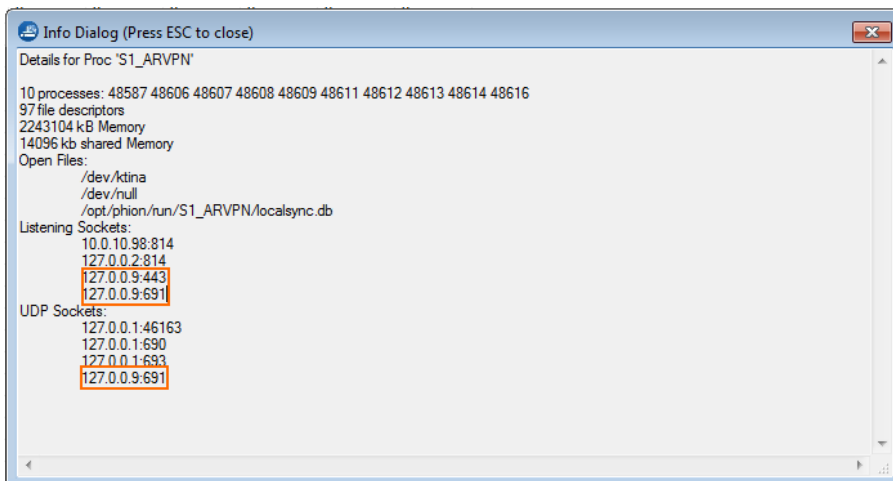 Info Dialog (Press ESC to close)
Details for Proc 'S1_ARVPN'
10 processes: 48587 48606 48607 48608 48609 48611 48612 48613 48614 48616
97 file descriptors
2243104 kB Memory
14096 kb shared Memory
Open Files:
/dev/ktina
/dev/null
/opt/phion/run/S1_ARVPN/localsync.db
Listening Sockets:
10.0.10.98:814
127.0.0.2:814
127.0.0.9:443
127.0.0.9:691
UDP Sockets:
127.0.0.1:46163
127.0.0.1:690
127.0.0.1:693
127.0.0.9:691